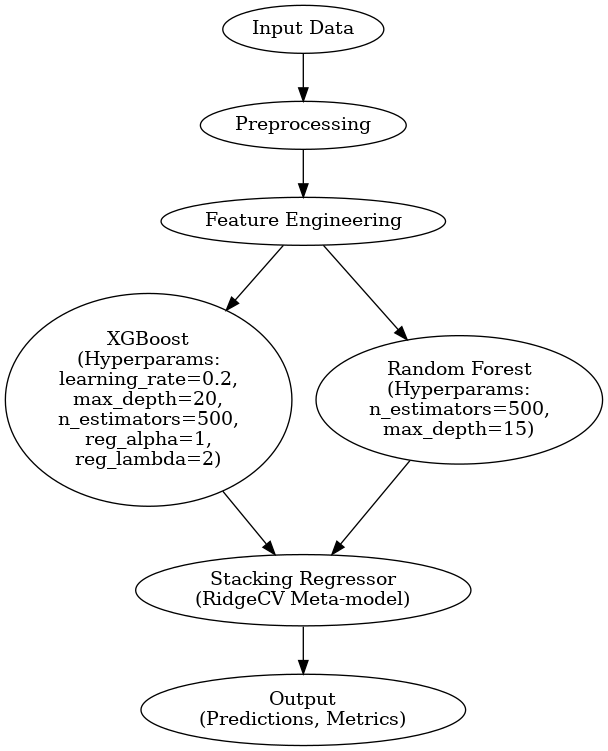 Input Data
Preprocessing
Feature Engineering
XGBoost
(Hyperparams:
learning_rate=0.2,
max_depth=20,
n_estimators=500,
reg_alpha=1,
reg_lambda=2)
Random Forest
(Hyperparams:
n_estimators=500,
max_depth=15)
Stacking Regressor
(RidgeCV Meta-model)
Output
(Predictions, Metrics)